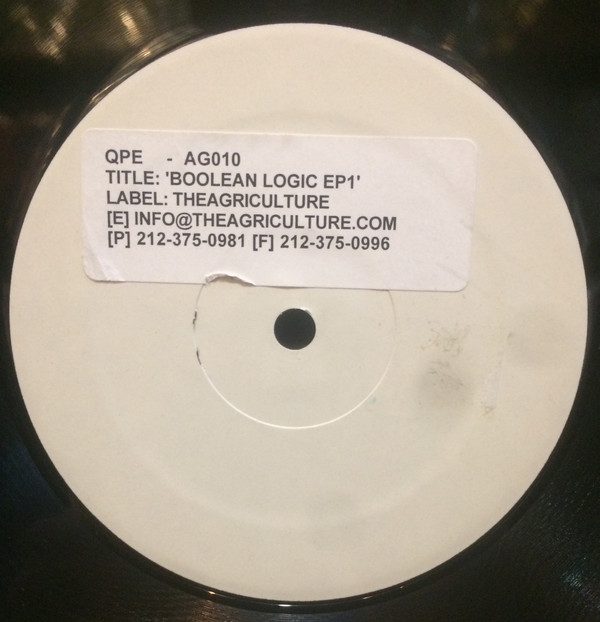 QPE - AG010
TITLE: 'BOOLEAN LOGIC EP1'
LABEL: THEAGRICULTURE
[E] INFO@THEAGRICULTURE.COM
[P] 212-375-0981 [F] 212-375-0996